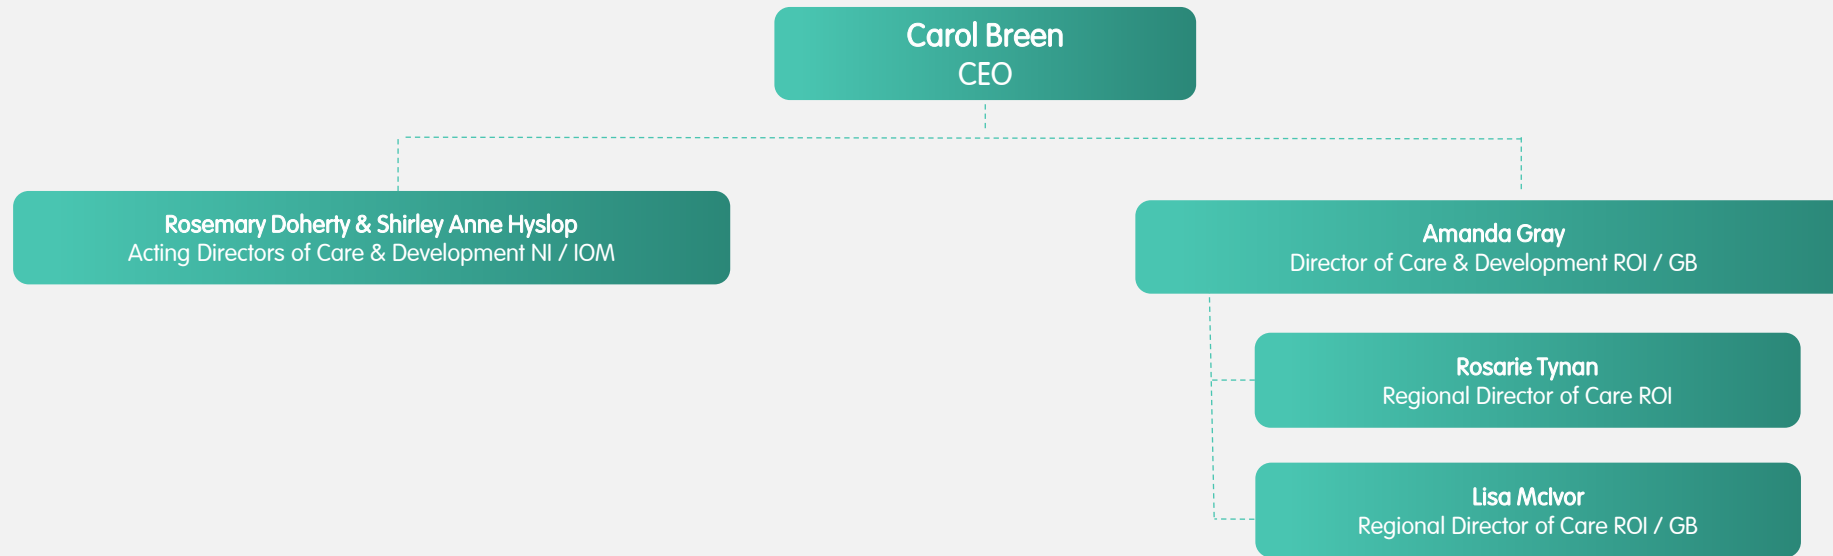 Carol Breen
CEO
Rosemary Doherty & Shirley Anne Hyslop
Acting Directors of Care & Development NI / IOM
Amanda Gray
Director of Care & Development ROI / GB
Rosarie Tynan
Regional Director of Care ROI
Lisa McIvor
Regional Director of Care ROI / GB